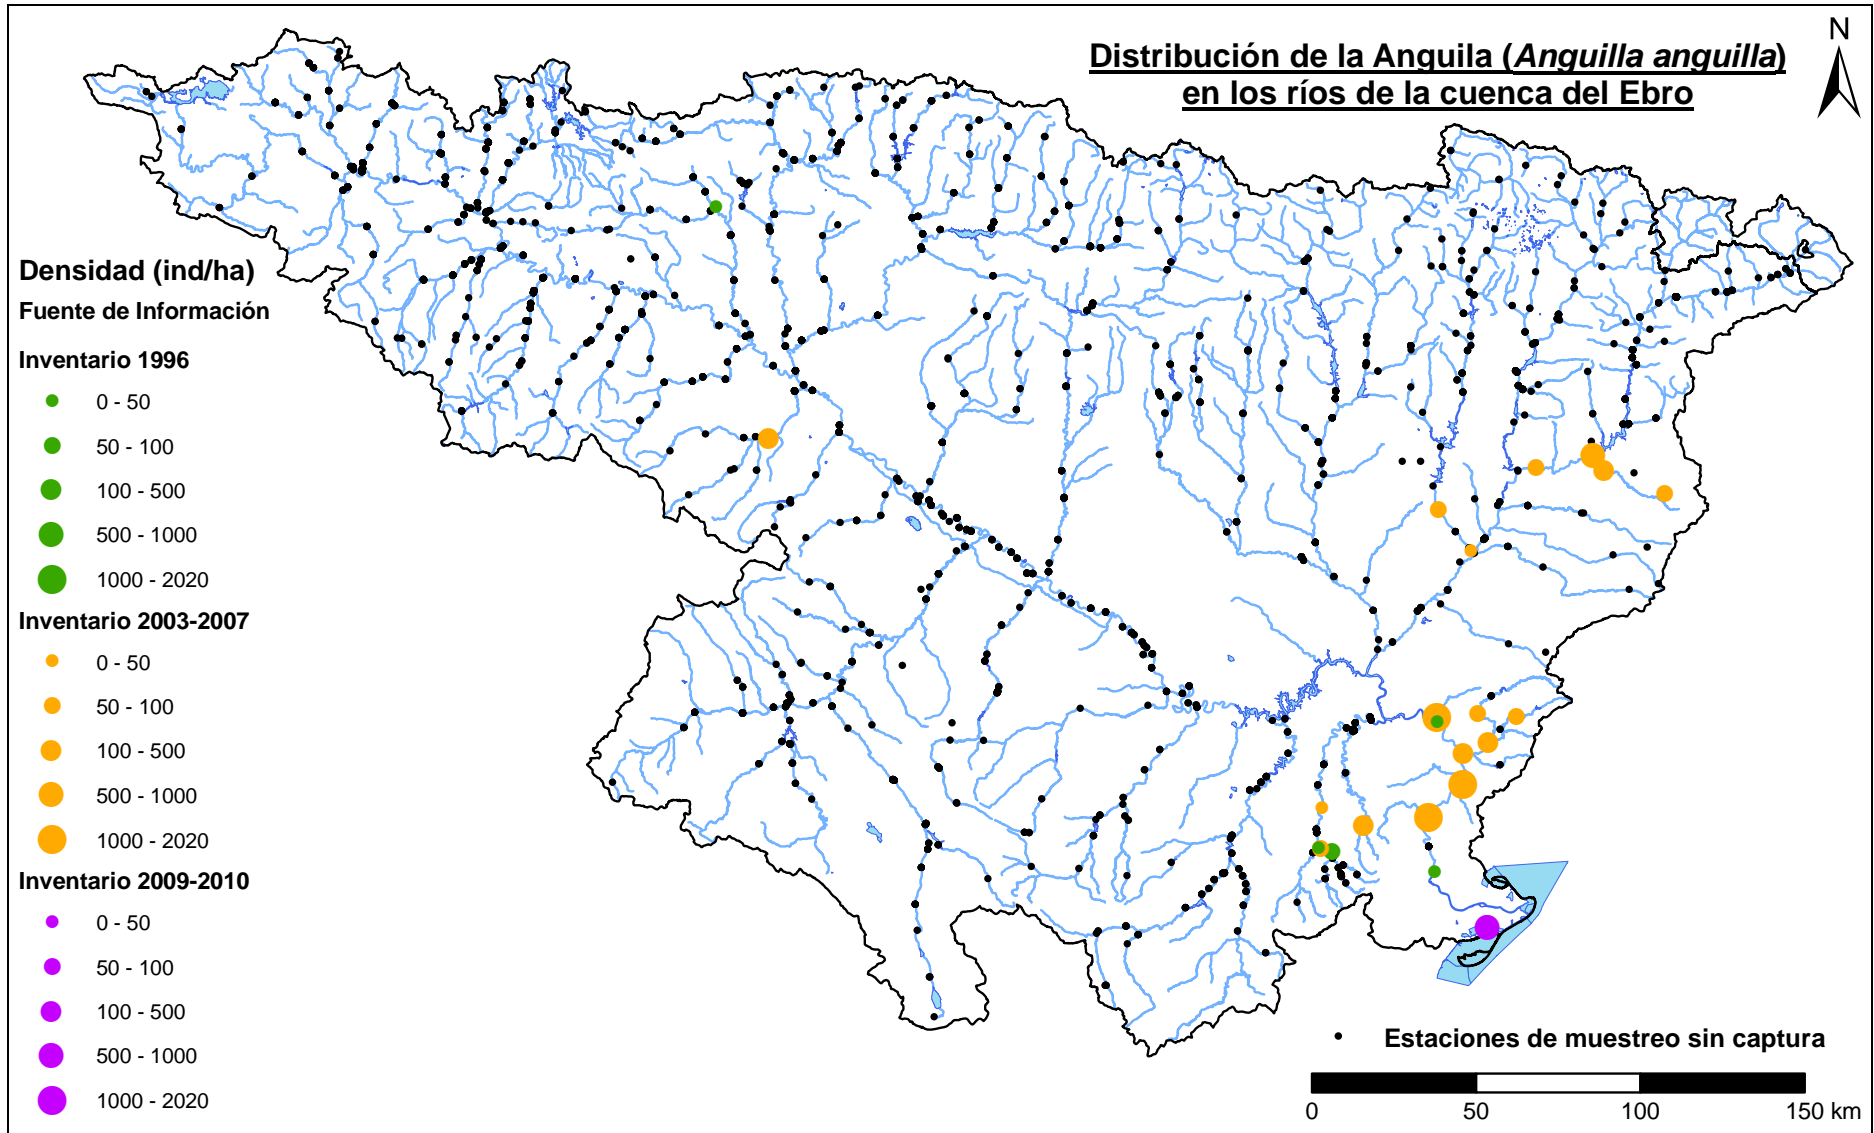 Distribución de la Anguila (Anguilla anguilla)
en los ríos de la cuenca del Ebro
N
Densidad (ind/ha)
Fuente de Información
Inventario 1996
0 - 50
50 - 100
100 - 500
500 - 1000
1000 - 2020
Inventario 2003-2007
0 - 50
50 - 100
100 - 500
500 - 1000
1000 - 2020
Inventario 2009-2010
0 - 50
50 - 100
100 - 500
500 - 1000
1000 - 2020
Estaciones de muestreo sin captura
0 50 100 150 km